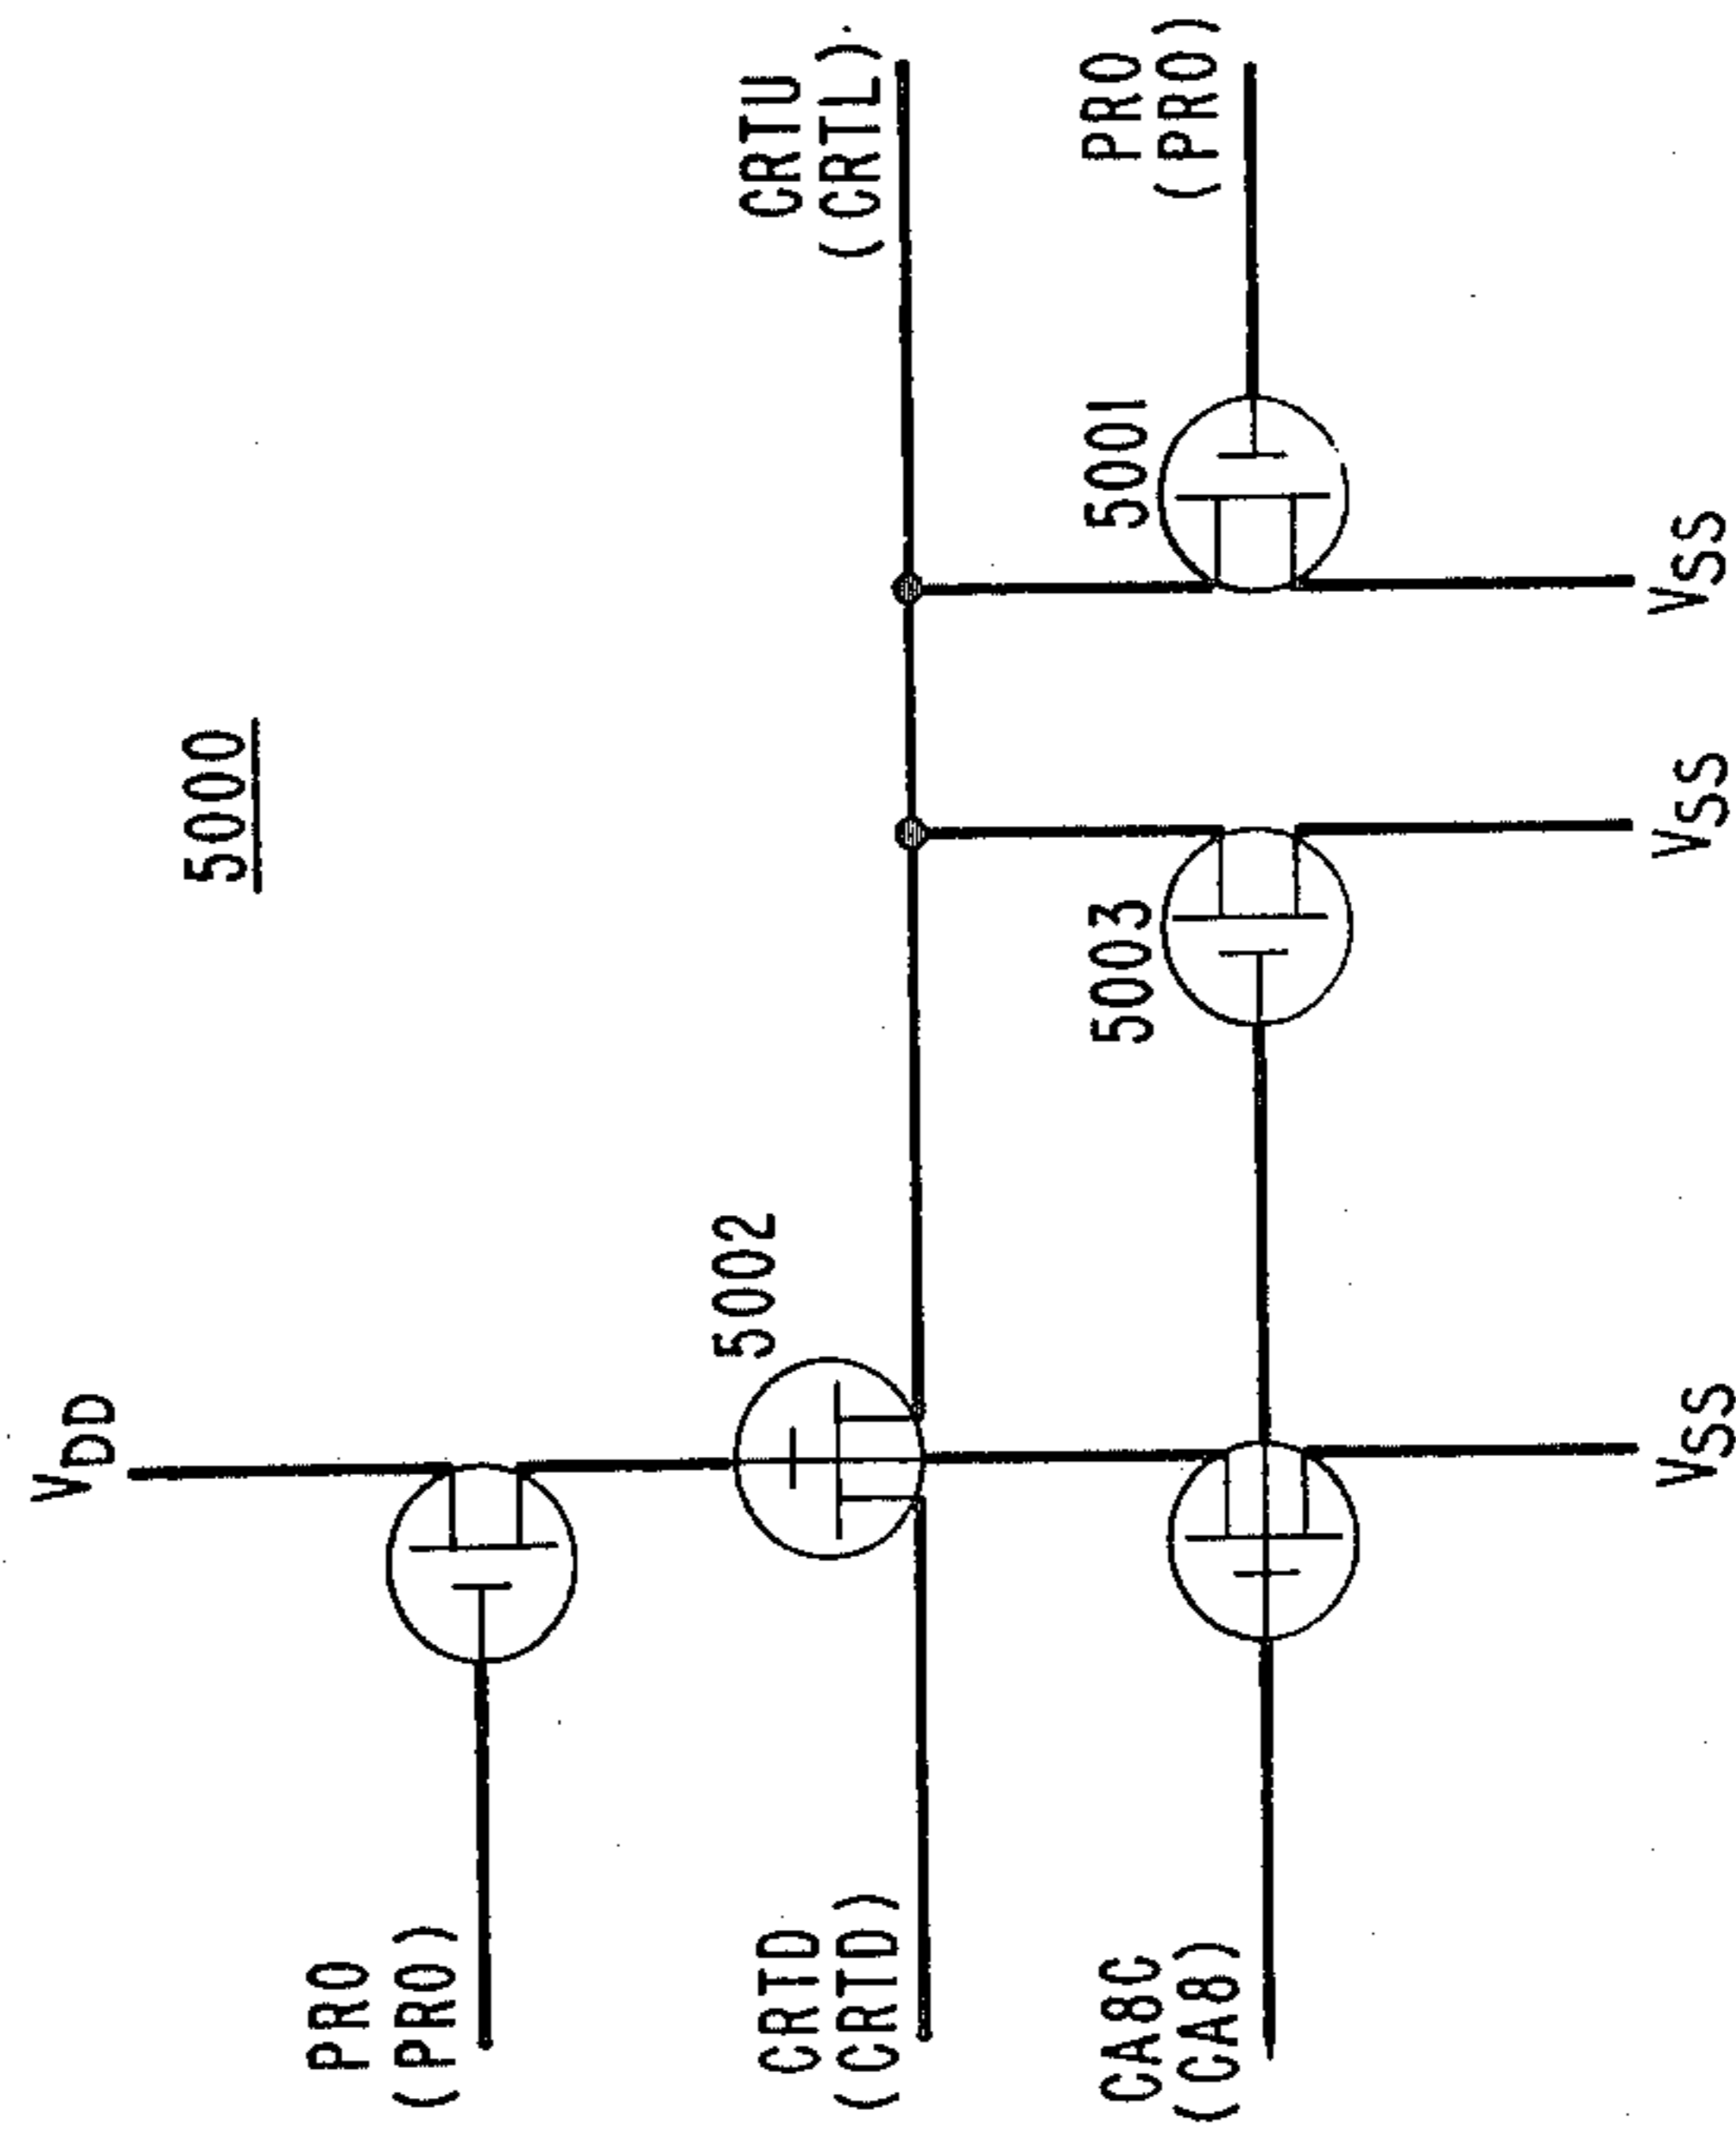 VDD
5000
PRO
(PRO)
5002
CRTU
(CRTL)
CRTD
(CRTD)
5003
5001
PRO
(PRO)
CA8C
(CA8)
VSS
VSS
VSS